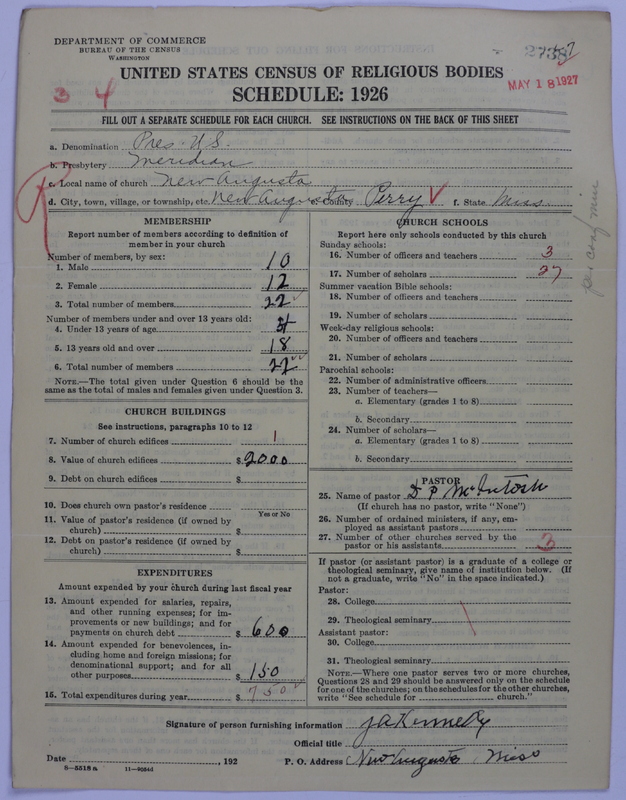 DEPARTMENT OF COMMERCE
BUREAU OF THE CENSUS
WASHINGTON
MAY 18 1927
UNITED STATES CENSUS OF RELIGIOUS BODIES
3 4
SCHEDULE: 1926
FILL OUT A SEPARATE SCHEDULE FOR EACH CHURCH. SEE INSTRUCTIONS ON THE BACK OF THIS SHEET
a. Denomination Pres. U.S.
b. Presbytery Meridian
c. Local name of church New Augusta
d. City, town, village, or township, etc. New Augusta e. County Perry f. State Miss.
R
MEMBERSHIP
Report number of members according to definition of
member in your church
Number of members, by sex:
1. Male 10
2. Female 12
3. Total number of members 22
Number of members under and over 13 years old:
4. Under 13 years of age 4
5. 13 years old and over 18
6. Total number of members 22
NOTE.—The total given under Question 6 should be the
same as the total of males and females given under Question 3.
CHURCH BUILDINGS
See instructions, paragraphs 10 to 12
7. Number of church edifices 1
8. Value of church edifices $ 2000
9. Debt on church edifices $
10. Does church own pastor's residence
Yes or No
11. Value of pastor's residence (if owned by
church) $
12. Debt on pastor's residence (if owned by
church) $
EXPENDITURES
Amount expended by your church during last fiscal year
13. Amount expended for salaries, repairs,
and other running expenses; for im-
provements or new buildings; and for
payments on church debt $ 600
14. Amount expended for benevolences, in-
cluding home and foreign missions; for
denominational support; and for all
other purposes $ 150
15. Total expenditures during year $ 750
CHURCH SCHOOLS
Report here only schools conducted by this church
Sunday schools:
16. Number of officers and teachers 3
17. Number of scholars 27
Summer vacation Bible schools:
18. Number of officers and teachers
19. Number of scholars
Week-day religious schools:
20. Number of officers and teachers
21. Number of scholars
Parochial schools:
22. Number of administrative officers
23. Number of teachers—
a. Elementary (grades 1 to 8)
b. Secondary
24. Number of scholars—
a. Elementary (grades 1 to 8)
b. Secondary
PASTOR
25. Name of pastor D P McIntosh
(If church has no pastor, write "None")
26. Number of ordained ministers, if any, em-
ployed as assistant pastors
27. Number of other churches served by the
pastor or his assistants 3
If pastor (or assistant pastor) is a graduate of a college or
theological seminary, give name of institution below. (If
not a graduate, write "No" in the space indicated.)
Pastor:
28. College
29. Theological seminary
Assistant pastor:
30. College
31. Theological seminary
NOTE.—Where one pastor serves two or more churches,
Questions 28 and 29 should be answered only on the schedule
for one of the churches; on the schedules for the other churches,
write "See schedule for church."
Signature of person furnishing information J A Kennedy
Official title
Date , 192 P. O. Address New Augusta Miss
8—5518a 11—9054d